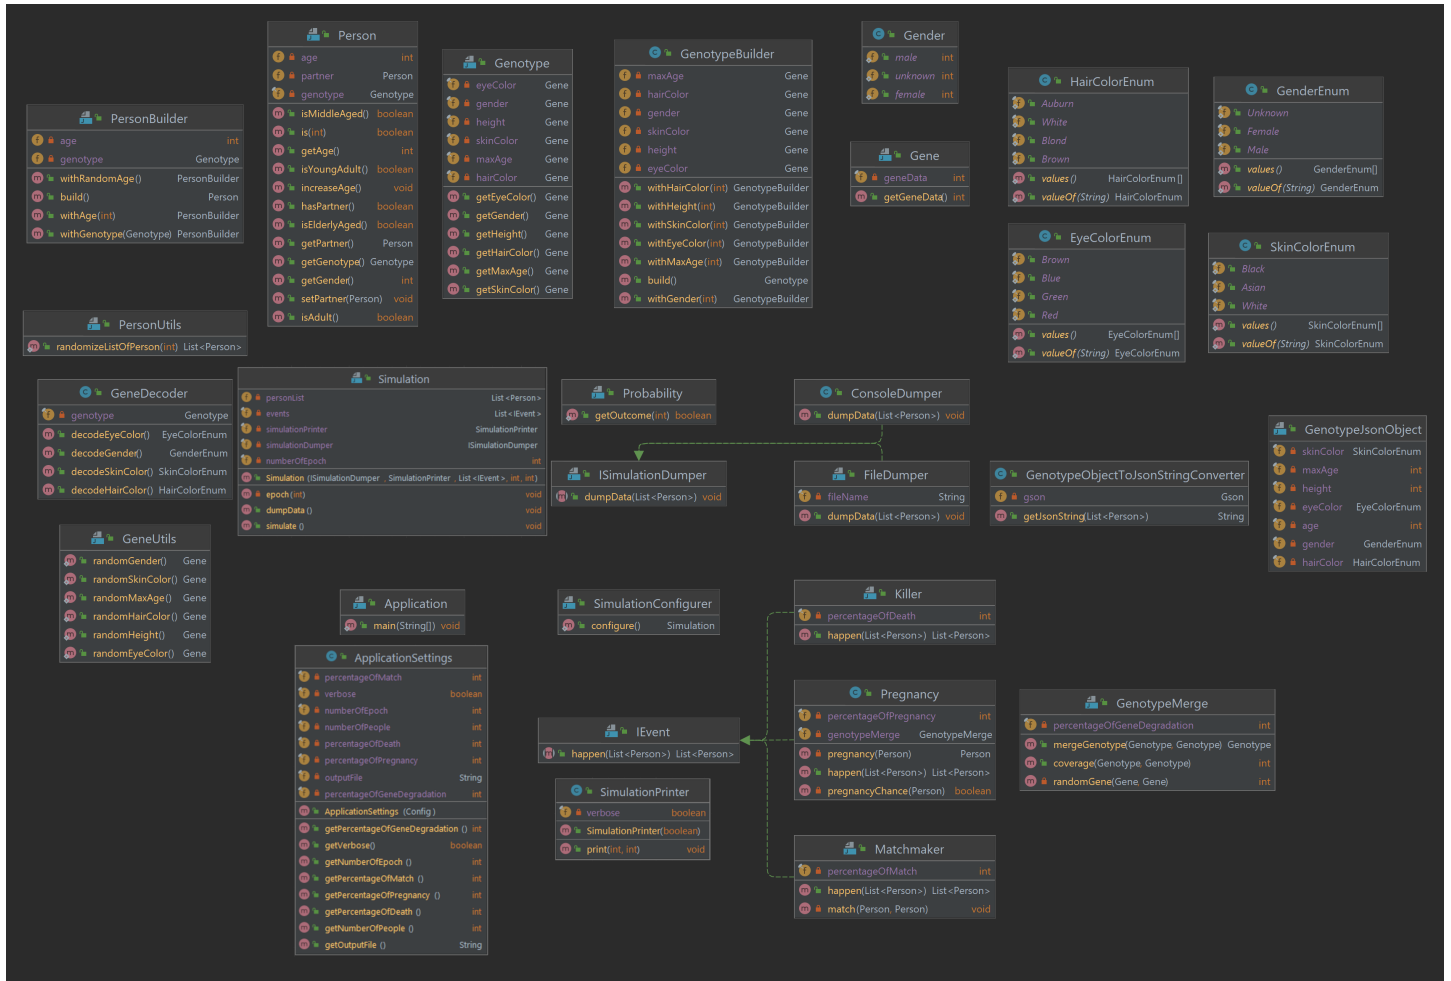 PersonBuilder
age int
genotype Genotype
withRandomAge() PersonBuilder
build() Person
withAge(int) PersonBuilder
withGenotype(Genotype) PersonBuilder
Person
age int
partner Person
genotype Genotype
isMiddleAged() boolean
is(int) boolean
getAge() int
isYoungAdult() boolean
increaseAge() void
hasPartner() boolean
isElderlyAged() boolean
getPartner() Person
getGenotype() Genotype
getGender() int
setPartner(Person) void
isAdult() boolean
Genotype
eyeColor Gene
gender Gene
height Gene
skinColor Gene
maxAge Gene
hairColor Gene
getEyeColor() Gene
getGender() Gene
getHeight() Gene
getHairColor() Gene
getMaxAge() Gene
getSkinColor() Gene
GenotypeBuilder
maxAge Gene
hairColor Gene
gender Gene
skinColor Gene
height Gene
eyeColor Gene
withHairColor(int) GenotypeBuilder
withHeight(int) GenotypeBuilder
withSkinColor(int) GenotypeBuilder
withEyeColor(int) GenotypeBuilder
withMaxAge(int) GenotypeBuilder
build() Genotype
withGender(int) GenotypeBuilder
Gender
male int
unknown int
female int
Gene
geneData int
getGeneData() int
HairColorEnum
Auburn
White
Blond
Brown
values() HairColorEnum[]
valueOf(String) HairColorEnum
GenderEnum
Unknown
Female
Male
values() GenderEnum[]
valueOf(String) GenderEnum
EyeColorEnum
Brown
Blue
Green
Red
values() EyeColorEnum[]
valueOf(String) EyeColorEnum
SkinColorEnum
Black
Asian
White
values() SkinColorEnum[]
valueOf(String) SkinColorEnum
PersonUtils
randomizeListOfPerson(int) List<Person>
GeneDecoder
genotype Genotype
decodeEyeColor() EyeColorEnum
decodeGender() GenderEnum
decodeSkinColor() SkinColorEnum
decodeHairColor() HairColorEnum
Simulation
personList List<Person>
events List<IEvent>
simulationPrinter SimulationPrinter
simulationDumper ISimulationDumper
numberOfEpoch int
Simulation (ISimulationDumper , SimulationPrinter , List<IEvent>, int, int)
epoch(int) void
dumpData () void
simulate () void
Probability
getOutcome(int) boolean
ConsoleDumper
dumpData(List<Person>) void
ISimulationDumper
dumpData(List<Person>) void
FileDumper
fileName String
dumpData(List<Person>) void
GenotypeObjectToJsonStringConverter
gson Gson
getJsonString(List<Person>) String
GenotypeJsonObject
skinColor SkinColorEnum
maxAge int
height int
eyeColor EyeColorEnum
age int
gender GenderEnum
hairColor HairColorEnum
GeneUtils
randomGender() Gene
randomSkinColor() Gene
randomMaxAge() Gene
randomHairColor() Gene
randomHeight() Gene
randomEyeColor() Gene
Application
main(String[]) void
SimulationConfigurer
configure() Simulation
Killer
percentageOfDeath int
happen(List<Person>) List<Person>
ApplicationSettings
percentageOfMatch int
verbose boolean
numberOfEpoch int
numberOfPeople int
percentageOfDeath int
percentageOfPregnancy int
outputFile String
percentageOfGeneDegradation int
ApplicationSettings (Config )
getPercentageOfGeneDegradation () int
getVerbose() boolean
getNumberOfEpoch () int
getPercentageOfMatch () int
getPercentageOfPregnancy () int
getPercentageOfDeath () int
getNumberOfPeople () int
getOutputFile () String
IEvent
happen(List<Person>) List<Person>
SimulationPrinter
verbose boolean
SimulationPrinter(boolean)
print(int, int) void
Pregnancy
percentageOfPregnancy int
genotypeMerge GenotypeMerge
pregnancy(Person) Person
happen(List<Person>) List<Person>
pregnancyChance(Person) boolean
GenotypeMerge
percentageOfGeneDegradation int
mergeGenotype(Genotype, Genotype) Genotype
coverage(Genotype, Genotype) int
randomGene(Gene, Gene) int
Matchmaker
percentageOfMatch int
happen(List<Person>) List<Person>
match(Person, Person) void